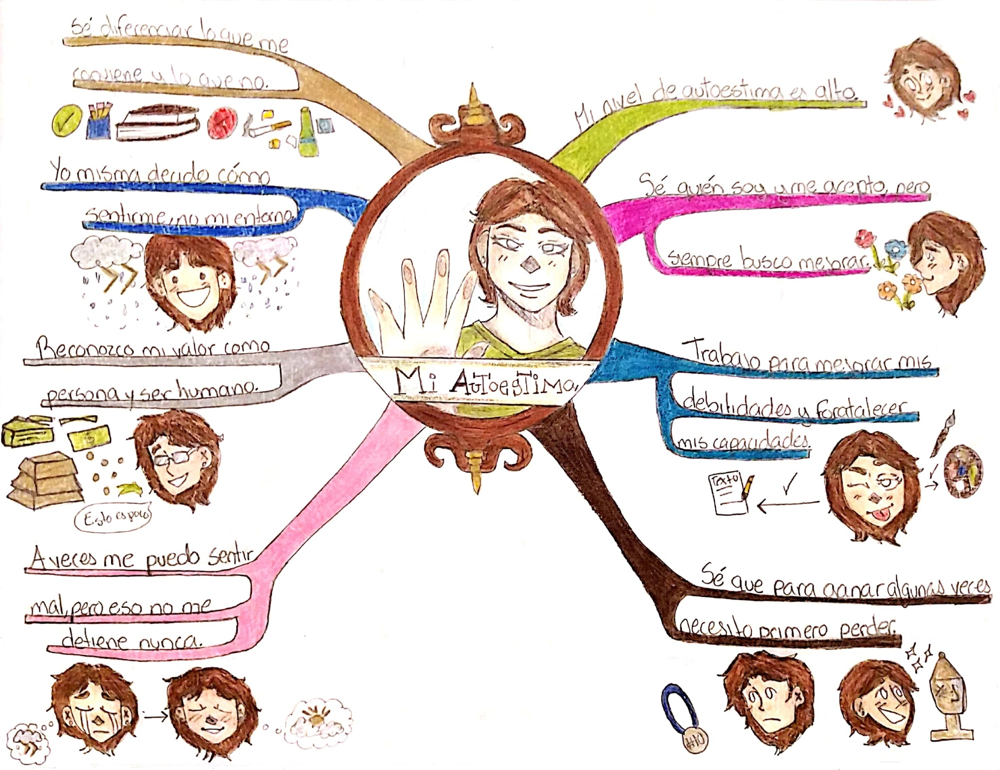 Mi Autoestima
Mi nivel de autoestima es alto.
Sé quién soy y me acepto, pero
siempre busco mejorar.
Trabajo para mejorar mis
debilidades y foratalecer
mis capacidades.
Texto
Sé que para ganar algunas veces
necesito primero perder.
#10
A veces me puedo sentir
mal, pero eso no me
detiene nunca.
Reconozco mi valor como
persona y ser humano.
Esto es poco
Yo misma decido cómo
sentirme, no mi entorno.
Sé diferenciar lo que me
conviene y lo que no.